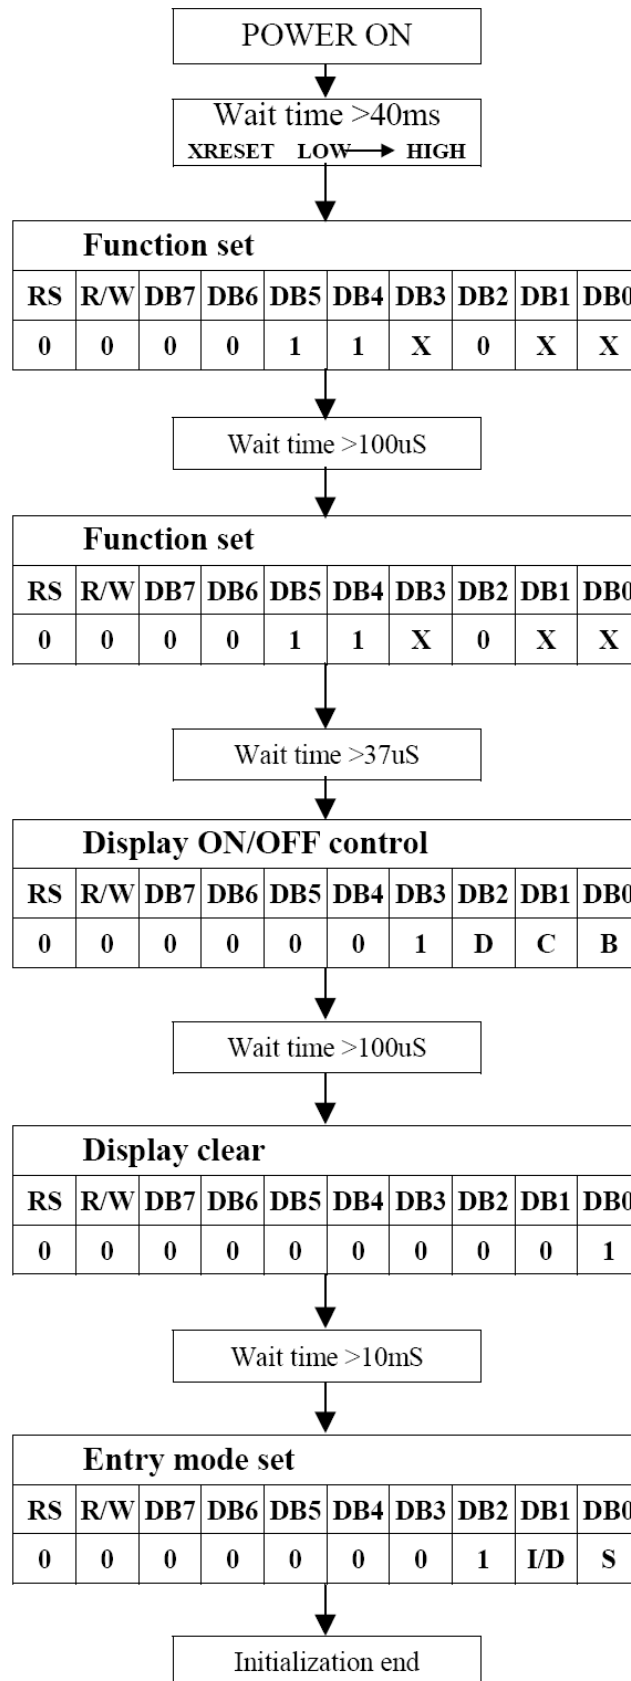 POWER ON
Wait time >40ms
XRESET LOW HIGH
Function set
RS R/W DB7 DB6 DB5 DB4 DB3 DB2 DB1 DB0
0 0 0 0 1 1 X 0 X X
Wait time >100uS
Function set
RS R/W DB7 DB6 DB5 DB4 DB3 DB2 DB1 DB0
0 0 0 0 1 1 X 0 X X
Wait time >37uS
Display ON/OFF control
RS R/W DB7 DB6 DB5 DB4 DB3 DB2 DB1 DB0
0 0 0 0 0 0 1 D C B
Wait time >100uS
Display clear
RS R/W DB7 DB6 DB5 DB4 DB3 DB2 DB1 DB0
0 0 0 0 0 0 0 0 0 1
Wait time >10mS
Entry mode set
RS R/W DB7 DB6 DB5 DB4 DB3 DB2 DB1 DB0
0 0 0 0 0 0 0 1 I/D S
Initialization end